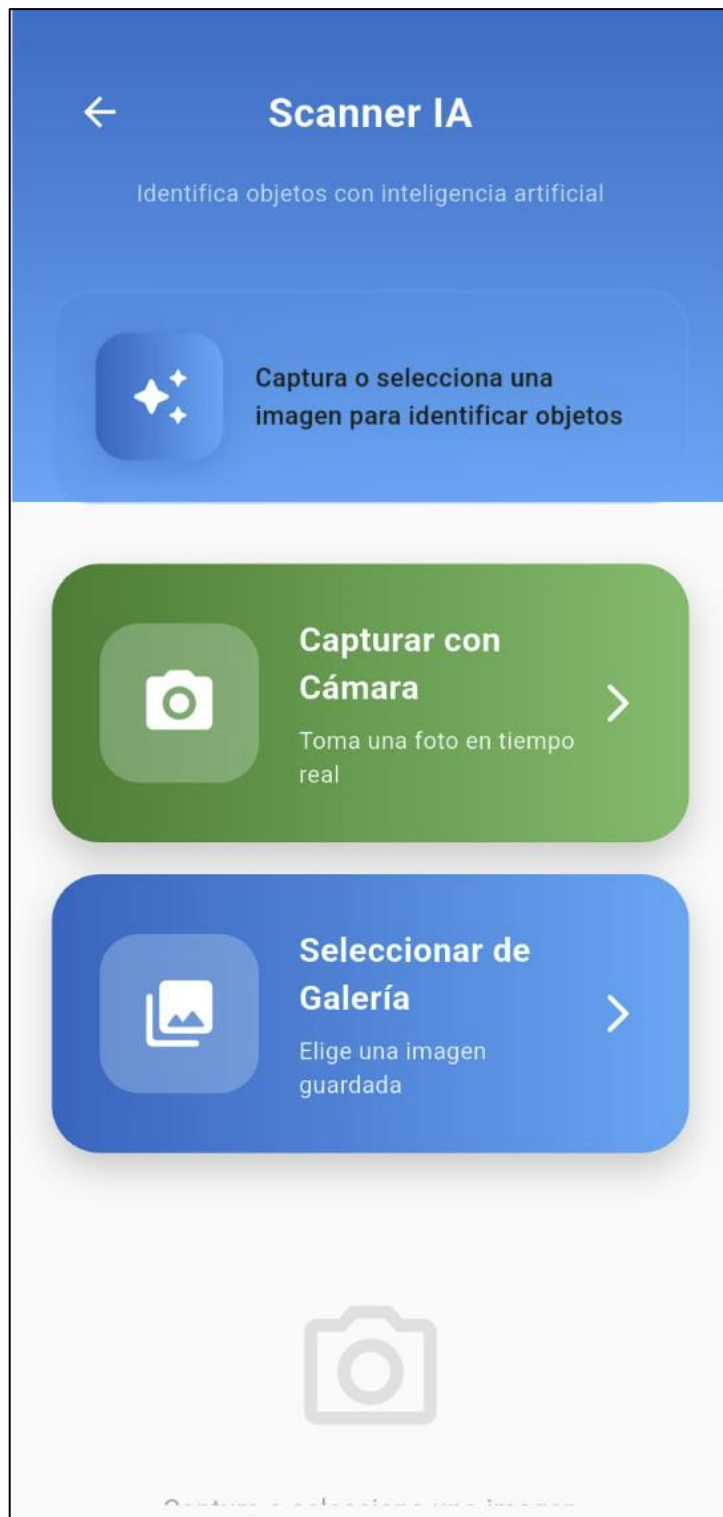 Scanner IA
Identifica objetos con inteligencia artificial
Captura o selecciona una
imagen para identificar objetos
Capturar con
Cámara
Toma una foto en tiempo
real
Seleccionar de
Galería
Elige una imagen
guardada